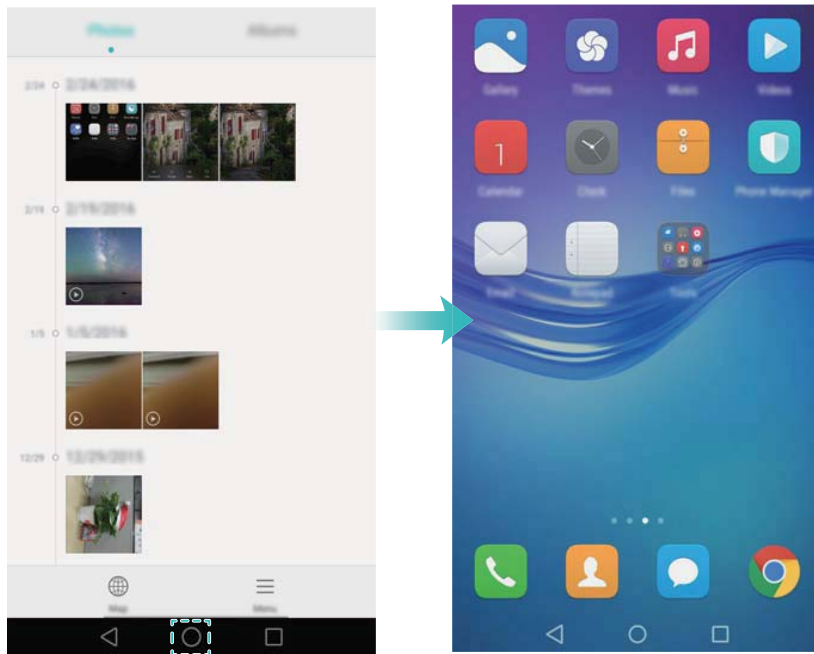 Photos
Albums
2/24
2/24/2016
2/19
2/19/2016
1/5
1/5/2016
12/29
12/29/2015
Map
Menu
Gallery
Themes
Music
Videos
1
Calendar
Clock
Files
Phone Manager
Email
Notepad
Tools